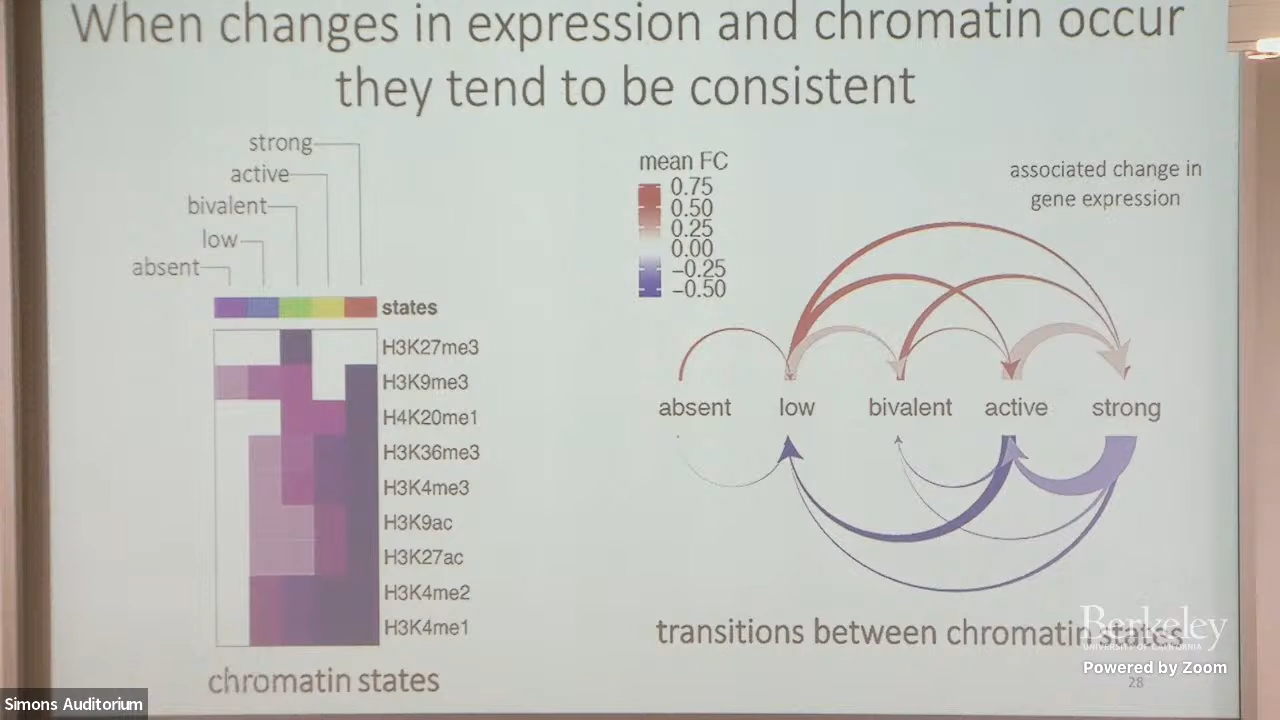 When changes in expression and chromatin occur
they tend to be consistent
strong
active
bivalent
low
absent
states
H3K27me3
H3K9me3
H4K20me1
H3K36me3
H3K4me3
H3K9ac
H3K27ac
H3K4me2
H3K4me1
chromatin states
mean FC
0.75
0.50
0.25
0.00
−0.25
−0.50
associated change in
gene expression
absent low bivalent active strong
transitions between chromatin states
Berkeley
UNIVERSITY OF CALIFORNIA
Powered by Zoom
28
Simons Auditorium